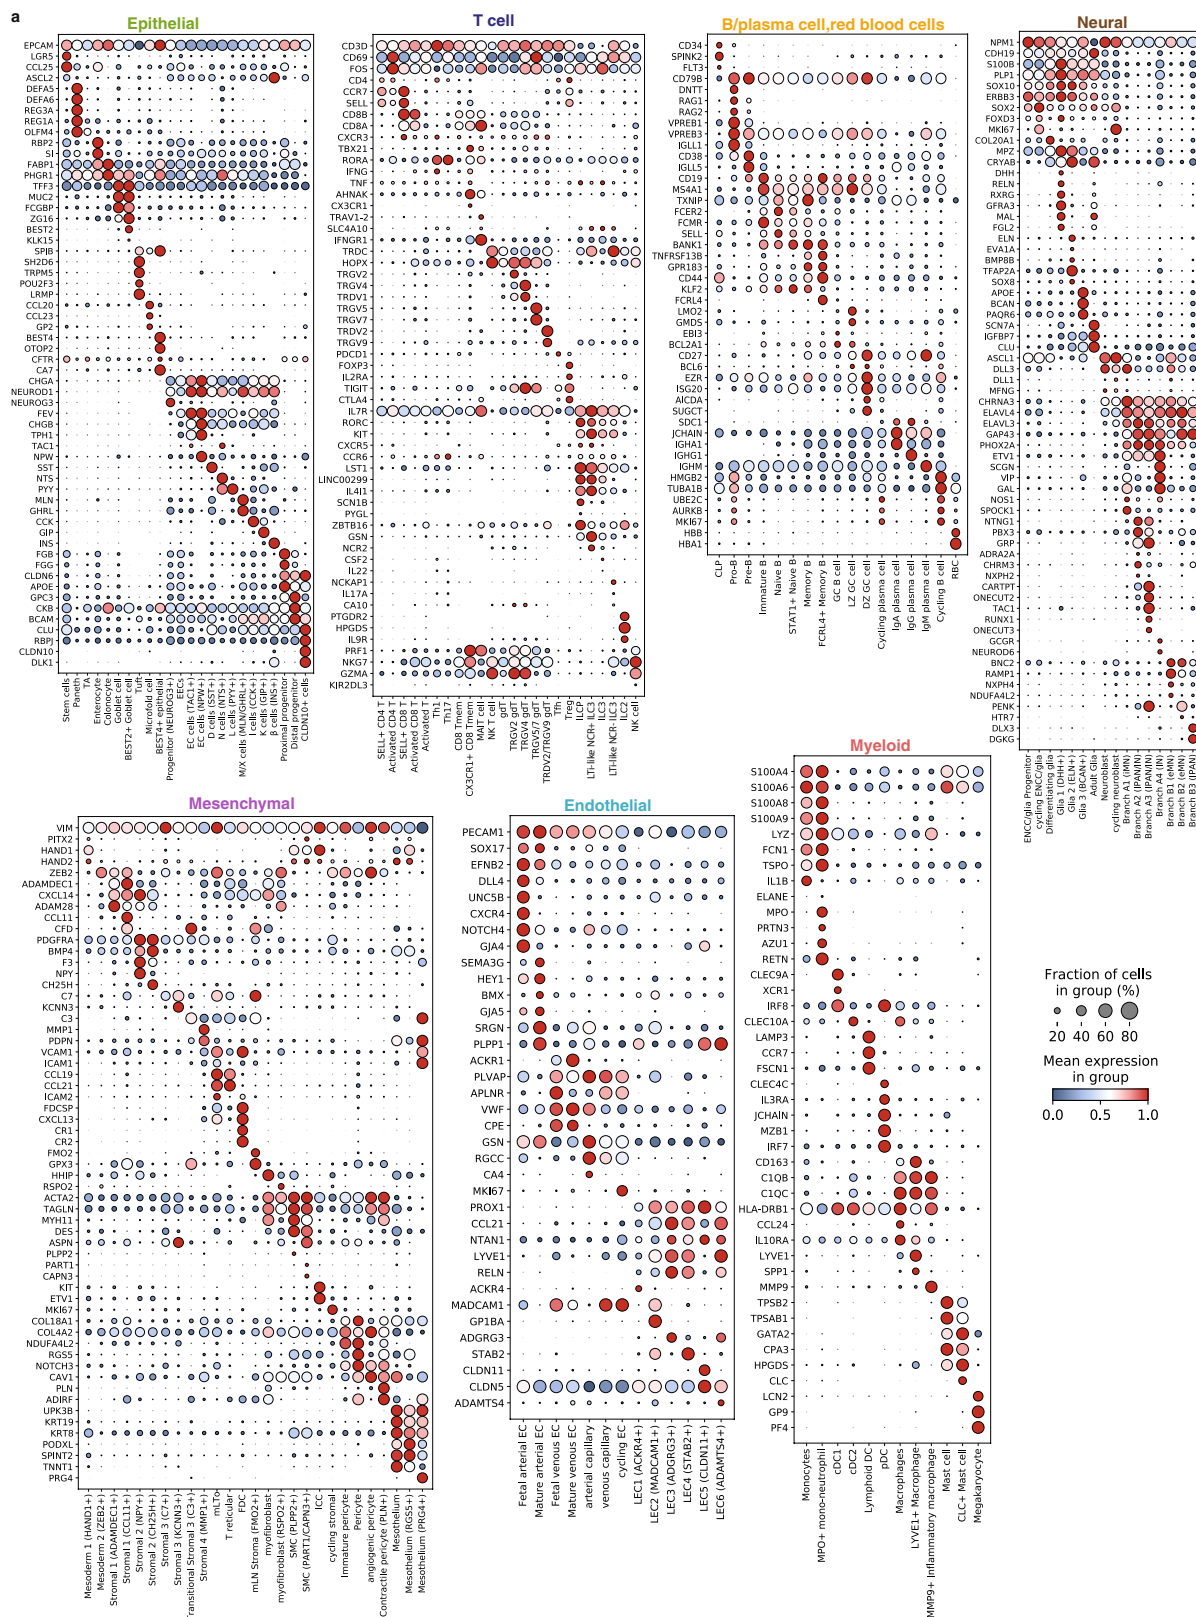 a
Epithelial
EPCAM
LGR5
CCL25
ASCL2
DEFA5
DEFA6
REG3A
REG1A
OLFM4
RBP2
SI
FABP1
PHGR1
TFF3
MUC2
FCGBP
ZG16
BEST2
KLK15
SPIB
SH2D6
TRPM5
POU2F3
LRMP
CCL20
CCL23
GP2
BEST4
OTOP2
CFTR
CA7
CHGA
NEUROD1
NEUROG3
FEV
CHGB
TPH1
TAC1
NPW
SST
NTS
PYY
MLN
GHRL
CCK
GIP
INS
FGB
FGG
CLDN6
APOE
GPC3
CKB
BCAM
CLU
RBPJ
CLDN10
DLK1
Stem cells
Paneth
TA
Enterocyte
Colonocyte
Goblet cell
BEST2+ Goblet cell
Tuft
Microfold cell
BEST4+ epithelial
Progenitor (NEUROG3+)
EECs
EC cells (TAC1+)
EC cells (NPW+)
D cells (SST+)
N cells (NTS+)
L cells (PYY+)
M/X cells (MLN/GHRL+)
I cells (CCK+)
K cells (GIP+)
β cells (INS+)
Proximal progenitor
Distal progenitor
CLDN10+ cells
T cell
CD3D
CD69
FOS
CD4
CCR7
SELL
CD8B
CD8A
CXCR3
TBX21
RORA
IFNG
TNF
AHNAK
CX3CR1
TRAV1-2
SLC4A10
IFNGR1
TRDC
HOPX
TRGV2
TRGV4
TRDV1
TRGV5
TRGV7
TRDV2
TRGV9
PDCD1
FOXP3
IL2RA
TIGIT
CTLA4
IL7R
RORC
KIT
CXCR5
CCR6
LST1
LINC00299
IL4I1
SCN1B
PYGL
ZBTB16
GSN
NCR2
CSF2
IL22
NCKAP1
IL17A
CA10
PTGDR2
HPGDS
IL9R
PRF1
NKG7
GZMA
KJR2DL3
SELL+ CD4 T
Activated CD4 T
SELL+ CD8 T
Activated CD8 T
Activated T
Th1
Th17
CD8 Tmem
CX3CR1+ CD8 Tmem
MAIT cell
NK T cell
gdT
TRGV2 gdT
TRGV4 gdT
TRGV5/7 gdT
TRDV2/TRGV9 gdT
Tfh
Treg
ILCP
LTi-like NCR+ ILC3
ILC3
LTi-like NCR- ILC3
ILC2
NK cell
B/plasma cell,red blood cells
CD34
SPINK2
FLT3
CD79B
DNTT
RAG1
RAG2
VPREB1
VPREB3
IGLL1
CD38
IGLL5
CD19
MS4A1
TXNIP
FCER2
FCMR
SELL
BANK1
TNFRSF13B
GPR183
CD44
KLF2
FCRL4
LMO2
GMDS
EBI3
BCL2A1
CD27
BCL6
EZR
ISG20
AICDA
SUGCT
SDC1
JCHAIN
IGHA1
IGHG1
IGHM
HMGB2
TUBA1B
UBE2C
AURKB
MKI67
HBB
HBA1
CLP
Pro-B
Pre-B
Immature B
Naive B
STAT1+ Naive B
Memory B
FCRL4+ Memory B
GC B cell
LZ GC cell
DZ GC cell
Cycling plasma cell
IgA plasma cell
IgG plasma cell
IgM plasma cell
Cycling B cell
RBC
Neural
NPM1
CDH19
S100B
PLP1
SOX10
ERBB3
SOX2
FOXD3
MKI67
COL20A1
MPZ
CRYAB
DHH
RELN
RXRG
GFRA3
MAL
FGL2
ELN
EVA1A
BMP8B
TFAP2A
SOX8
APOE
BCAN
PAQR6
SCN7A
IGFBP7
CLU
ASCL1
DLL3
DLL1
MFNG
CHRNA3
ELAVL4
ELAVL3
GAP43
PHOX2A
ETV1
SCGN
VIP
GAL
NOS1
SPOCK1
NTNG1
PBX3
GRP
ADRA2A
CHRM3
NXPH2
CARTPT
ONECUT2
TAC1
RUNX1
ONECUT3
GCGR
NEUROD6
BNC2
RAMP1
NXPH4
NDUFA4L2
PENK
HTR7
DLX3
DGKG
ENCC/glia Progenitor
cycling ENCC/glia
Differentiating glia
Glia 1 (DHH+)
Glia 2 (ELN+)
Glia 3 (BCAN+)
Adult Glia
Neuroblast
cycling neuroblast
Branch A1 (iMN)
Branch A2 (IPAN/IN)
Branch A3 (IPAN/IN)
Branch A4 (IN)
Branch B1 (eMN)
Branch B2 (eMN)
Branch B3 (IPAN)
Mesenchymal
VIM
PITX2
HAND1
HAND2
ZEB2
ADAMDEC1
CXCL14
ADAM28
CCL11
CFD
PDGFRA
BMP4
F3
NPY
CH25H
C7
KCNN3
C3
MMP1
PDPN
VCAM1
ICAM1
CCL19
CCL21
ICAM2
FDCSP
CXCL13
CR1
CR2
FMO2
GPX3
HHIP
RSPO2
ACTA2
TAGLN
MYH11
DES
ASPN
PLPP2
PART1
CAPN3
KIT
ETV1
MKI67
COL18A1
COL4A2
NDUFA4L2
RGS5
NOTCH3
CAV1
PLN
ADIRF
UPK3B
KRT19
KRT8
PODXL
SPINT2
TNNT1
PRG4
Mesoderm 1 (HAND1+)
Mesoderm 2 (ZEB2+)
Stromal 1 (ADAMDEC1+)
Stromal 1 (CCL11+)
Stromal 2 (NPY+)
Stromal 2 (CH25H+)
Stromal 3 (C7+)
Stromal 3 (KCNN3+)
Transitional Stromal 3 (C3+)
Stromal 4 (MMP1+)
mLTo
T reticular
FDC
mLN Stroma (FMO2+)
myofibroblast
myofibroblast (RSPO2+)
SMC (PLPP2+)
SMC (PART1/CAPN3+)
ICC
cycling stromal
Immature pericyte
Pericyte
angiogenic pericyte
Contractile pericyte (PLN+)
Mesothelium
Mesothelium (RGS5+)
Mesothelium (PRG4+)
Endothelial
PECAM1
SOX17
EFNB2
DLL4
UNC5B
CXCR4
NOTCH4
GJA4
SEMA3G
HEY1
BMX
GJA5
SRGN
PLPP1
ACKR1
PLVAP
APLNR
VWF
CPE
GSN
RGCC
CA4
MKI67
PROX1
CCL21
NTAN1
LYVE1
RELN
ACKR4
MADCAM1
GP1BA
ADGRG3
STAB2
CLDN11
CLDN5
ADAMTS4
Fetal arterial EC
Mature arterial EC
Fetal venous EC
Mature venous EC
arterial capillary
venous capillary
cycling EC
LEC1 (ACKR4+)
LEC2 (MADCAM1+)
LEC3 (ADGRG3+)
LEC4 (STAB2+)
LEC5 (CLDN11+)
LEC6 (ADAMTS4+)
Myeloid
S100A4
S100A6
S100A8
S100A9
LYZ
FCN1
TSPO
IL1B
ELANE
MPO
PRTN3
AZU1
RETN
CLEC9A
XCR1
IRF8
CLEC10A
LAMP3
CCR7
FSCN1
CLEC4C
IL3RA
JCHAIN
MZB1
IRF7
CD163
C1QB
C1QC
HLA-DRB1
CCL24
IL10RA
LYVE1
SPP1
MMP9
TPSB2
TPSAB1
GATA2
CPA3
HPGDS
CLC
LCN2
GP9
PF4
Monocytes
MPO+ mono-neutrophil
cDC1
cDC2
Lymphoid DC
pDC
Macrophages
LYVE1+ Macrophage
MMP9+ Inflammatory macrophage
Mast cell
CLC+ Mast cell
Megakaryocyte
Fraction of cells
in group (%)
20 40 60 80
Mean expression
in group
0.0 0.5 1.0